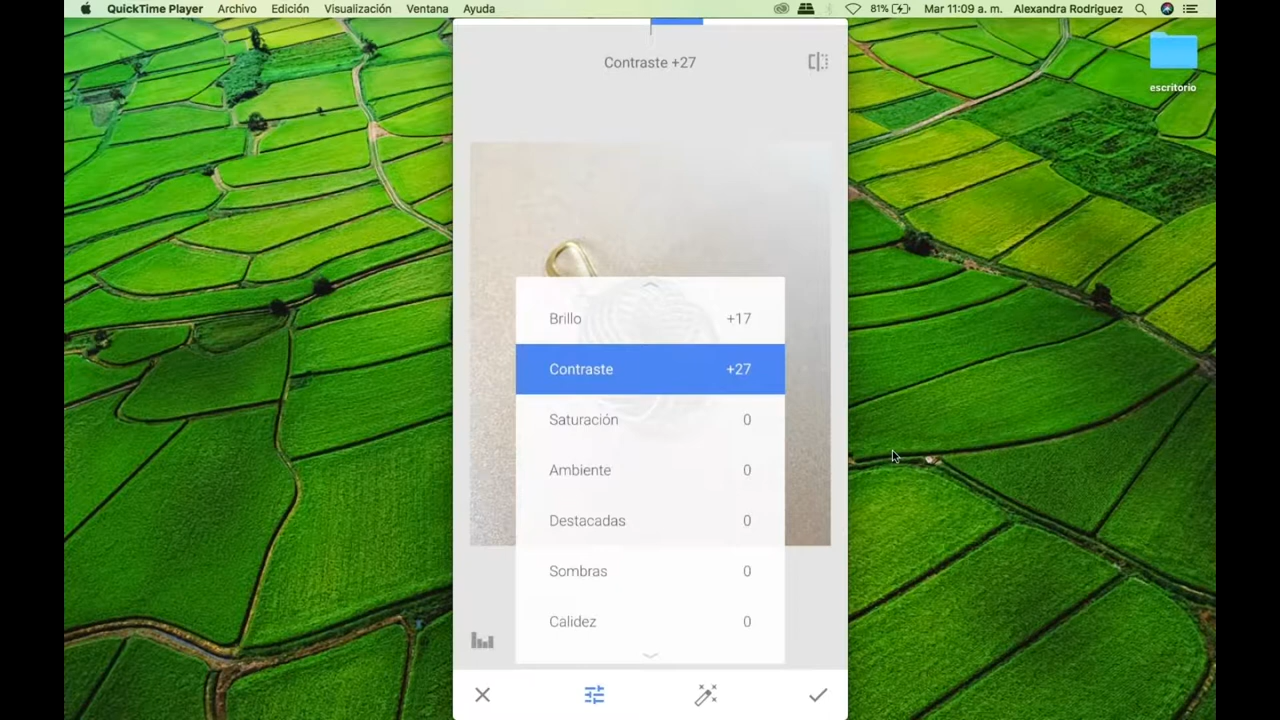 QuickTime Player Archivo Edición Visualización Ventana Ayuda 81% Mar 11:09 a. m. Alexandra Rodriguez
Contraste +27
escritorio
Brillo +17
Contraste +27
Saturación 0
Ambiente 0
Destacadas 0
Sombras 0
Calidez 0